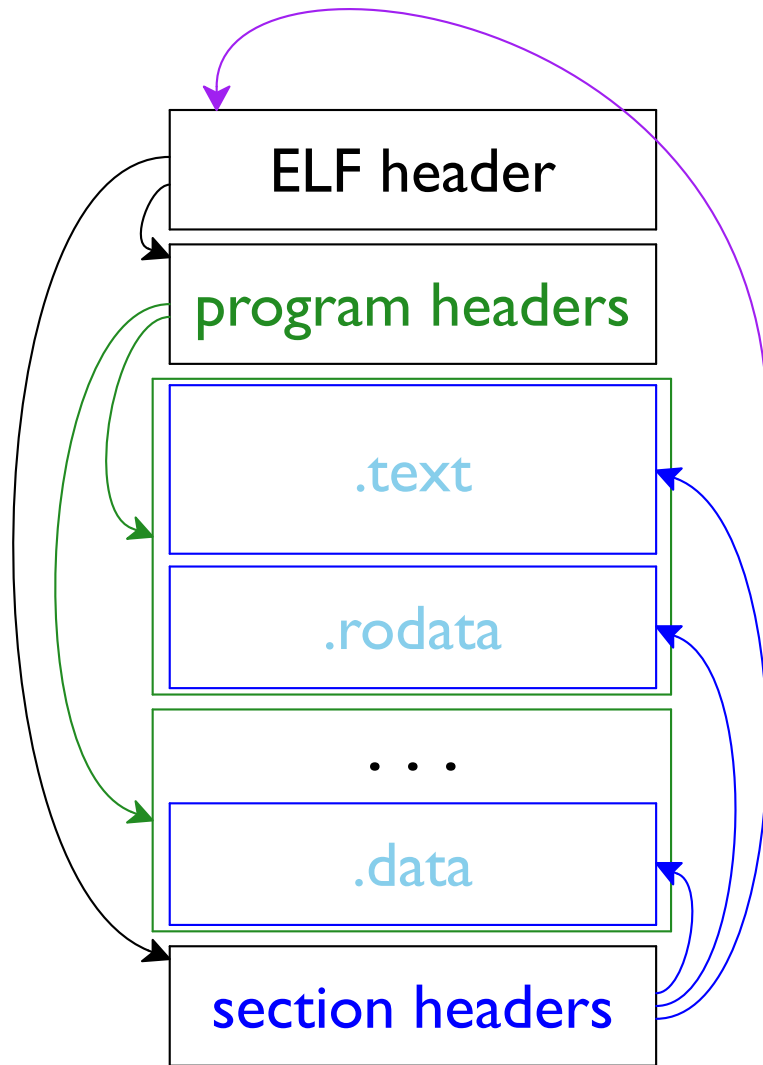 ELF header
program headers
.text
.rodata
. . .
.data
section headers